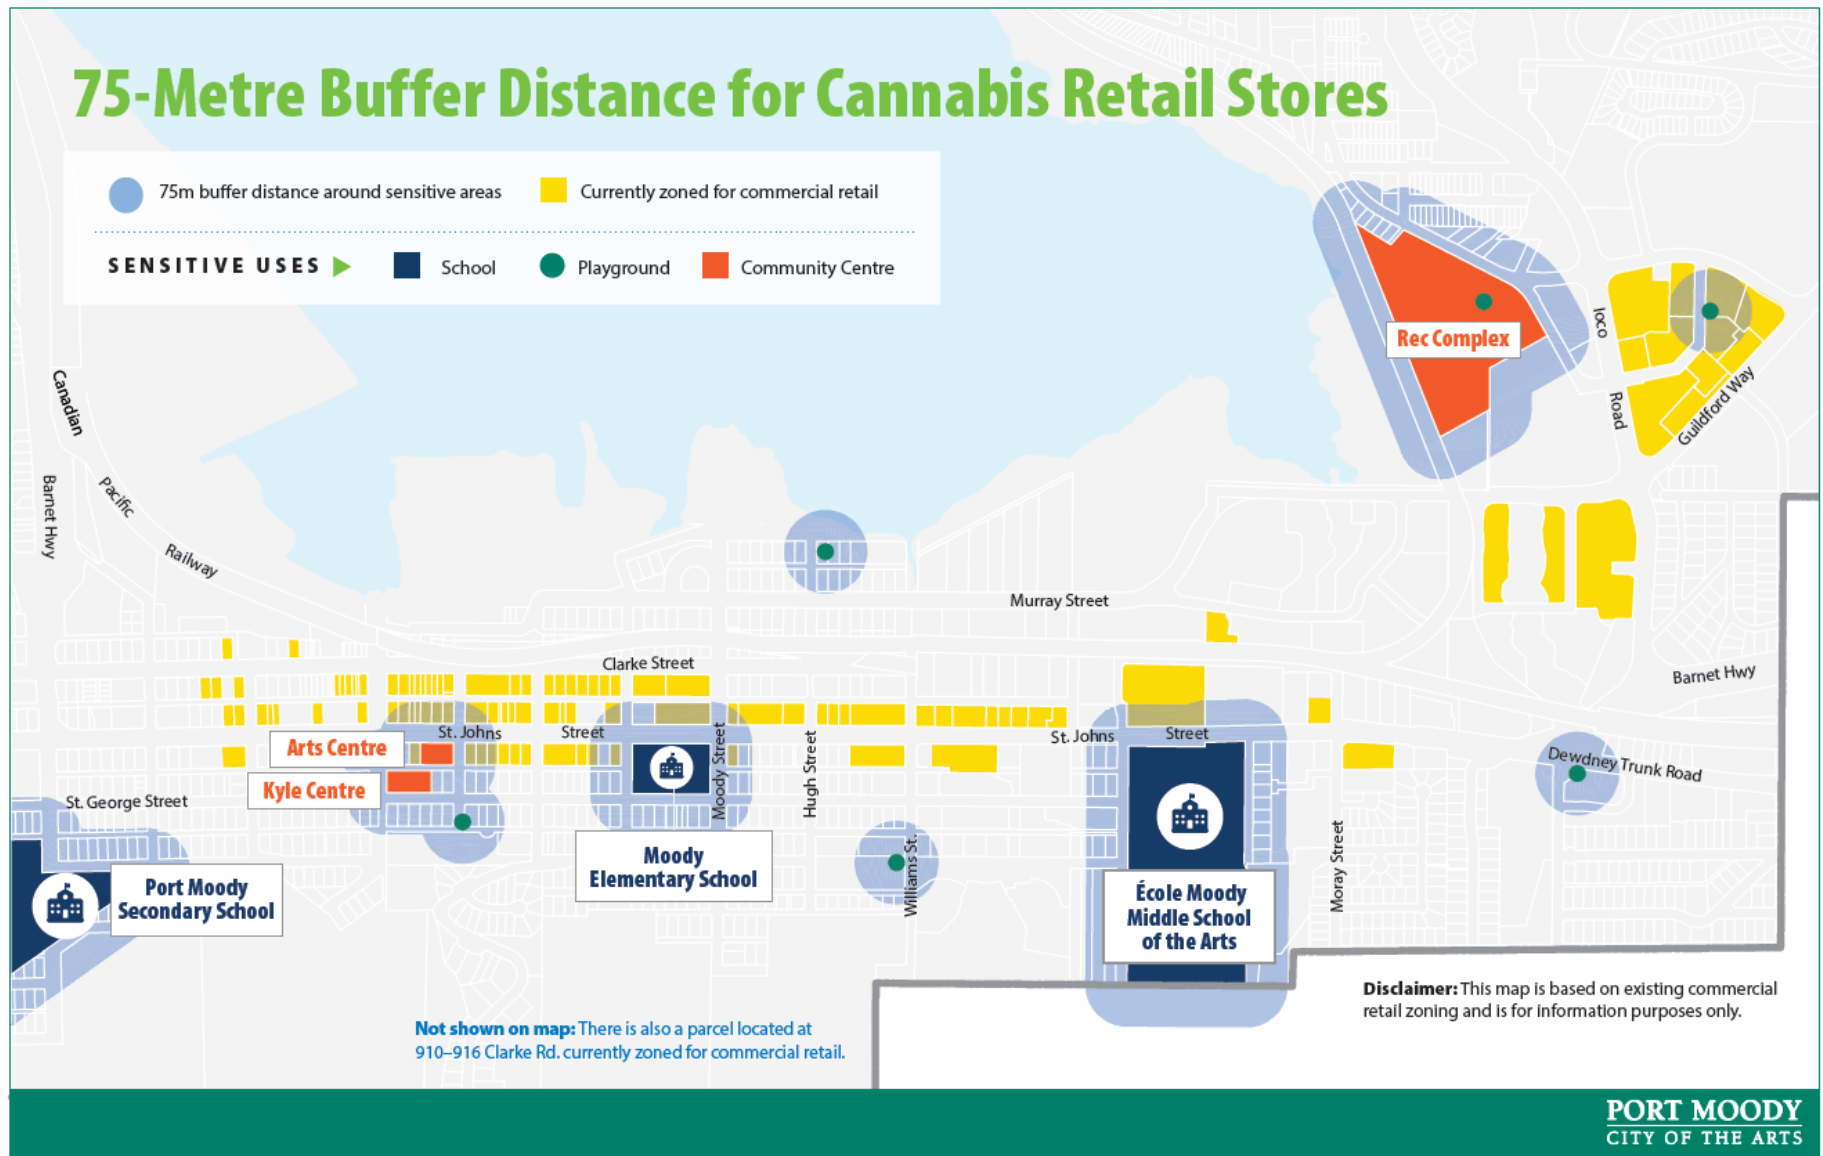 75-Metre Buffer Distance for Cannabis Retail Stores
75m buffer distance around sensitive areas
Currently zoned for commercial retail
SENSITIVE USES
School
Playground
Community Centre
Rec Complex
Ioco
Road
Guildford Way
Canadian
Pacific
Railway
Barnet Hwy
Murray Street
Clarke Street
Barnet Hwy
St. Johns
Street
St. Johns
Street
Arts Centre
Kyle Centre
Moody Street
Hugh Street
Dewdney Trunk Road
St. George Street
Williams St.
Moray Street
Moody
Elementary School
Port Moody
Secondary School
École Moody
Middle School
of the Arts
Disclaimer: This map is based on existing commercial
retail zoning and is for information purposes only.
Not shown on map: There is also a parcel located at
910–916 Clarke Rd. currently zoned for commercial retail.
PORT MOODY
CITY OF THE ARTS